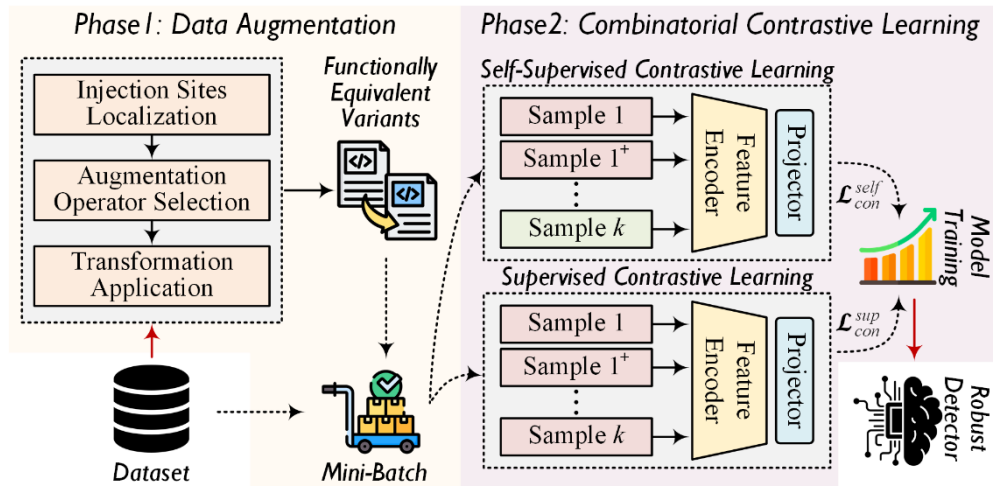 Phase1: Data Augmentation
Injection Sites
Localization
Augmentation
Operator Selection
Transformation
Application
Functionally
Equivalent
Variants
</>
</>
Dataset
Mini-Batch
Phase2: Combinatorial Contrastive Learning
Self-Supervised Contrastive Learning
Sample 1
Sample 1⁺
Sample k
Feature
Encoder
Projector
𝓛 self con
Supervised Contrastive Learning
Sample 1
Sample 1⁺
Sample k
Feature
Encoder
Projector
𝓛 sup con
Model
Training
Robust
Detector